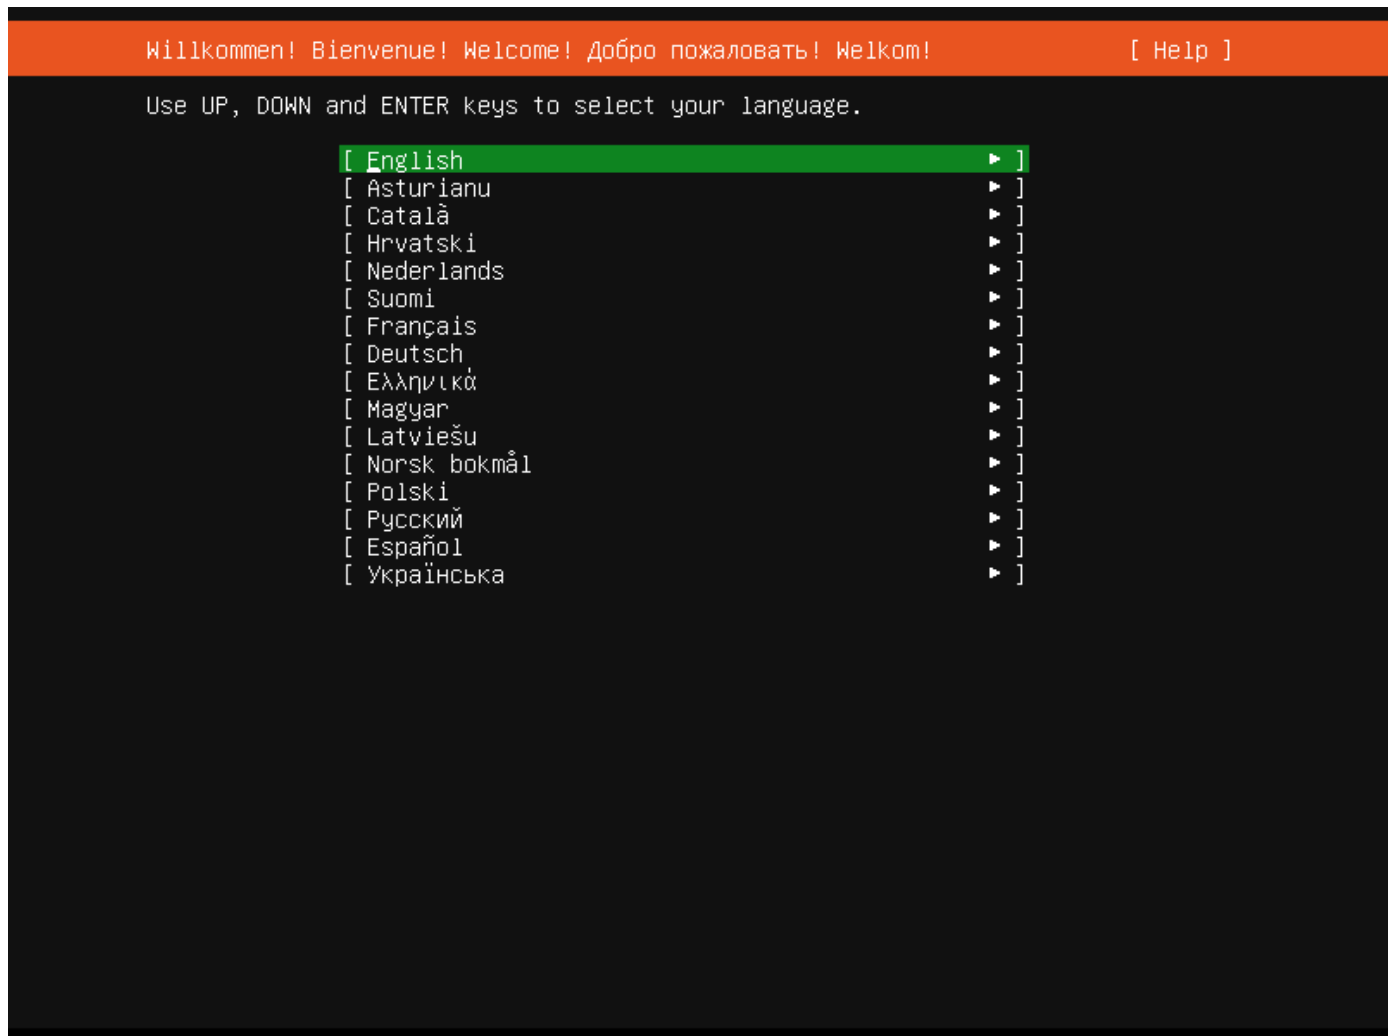 Willkommen! Bienvenue! Welcome! Добро пожаловать! Welkom! [ Help ]
Use UP, DOWN and ENTER keys to select your language.
[ English ► ]
[ Asturianu ► ]
[ Català ► ]
[ Hrvatski ► ]
[ Nederlands ► ]
[ Suomi ► ]
[ Français ► ]
[ Deutsch ► ]
[ Ελληνικά ► ]
[ Magyar ► ]
[ Latviešu ► ]
[ Norsk bokmål ► ]
[ Polski ► ]
[ Русский ► ]
[ Español ► ]
[ Українська ► ]